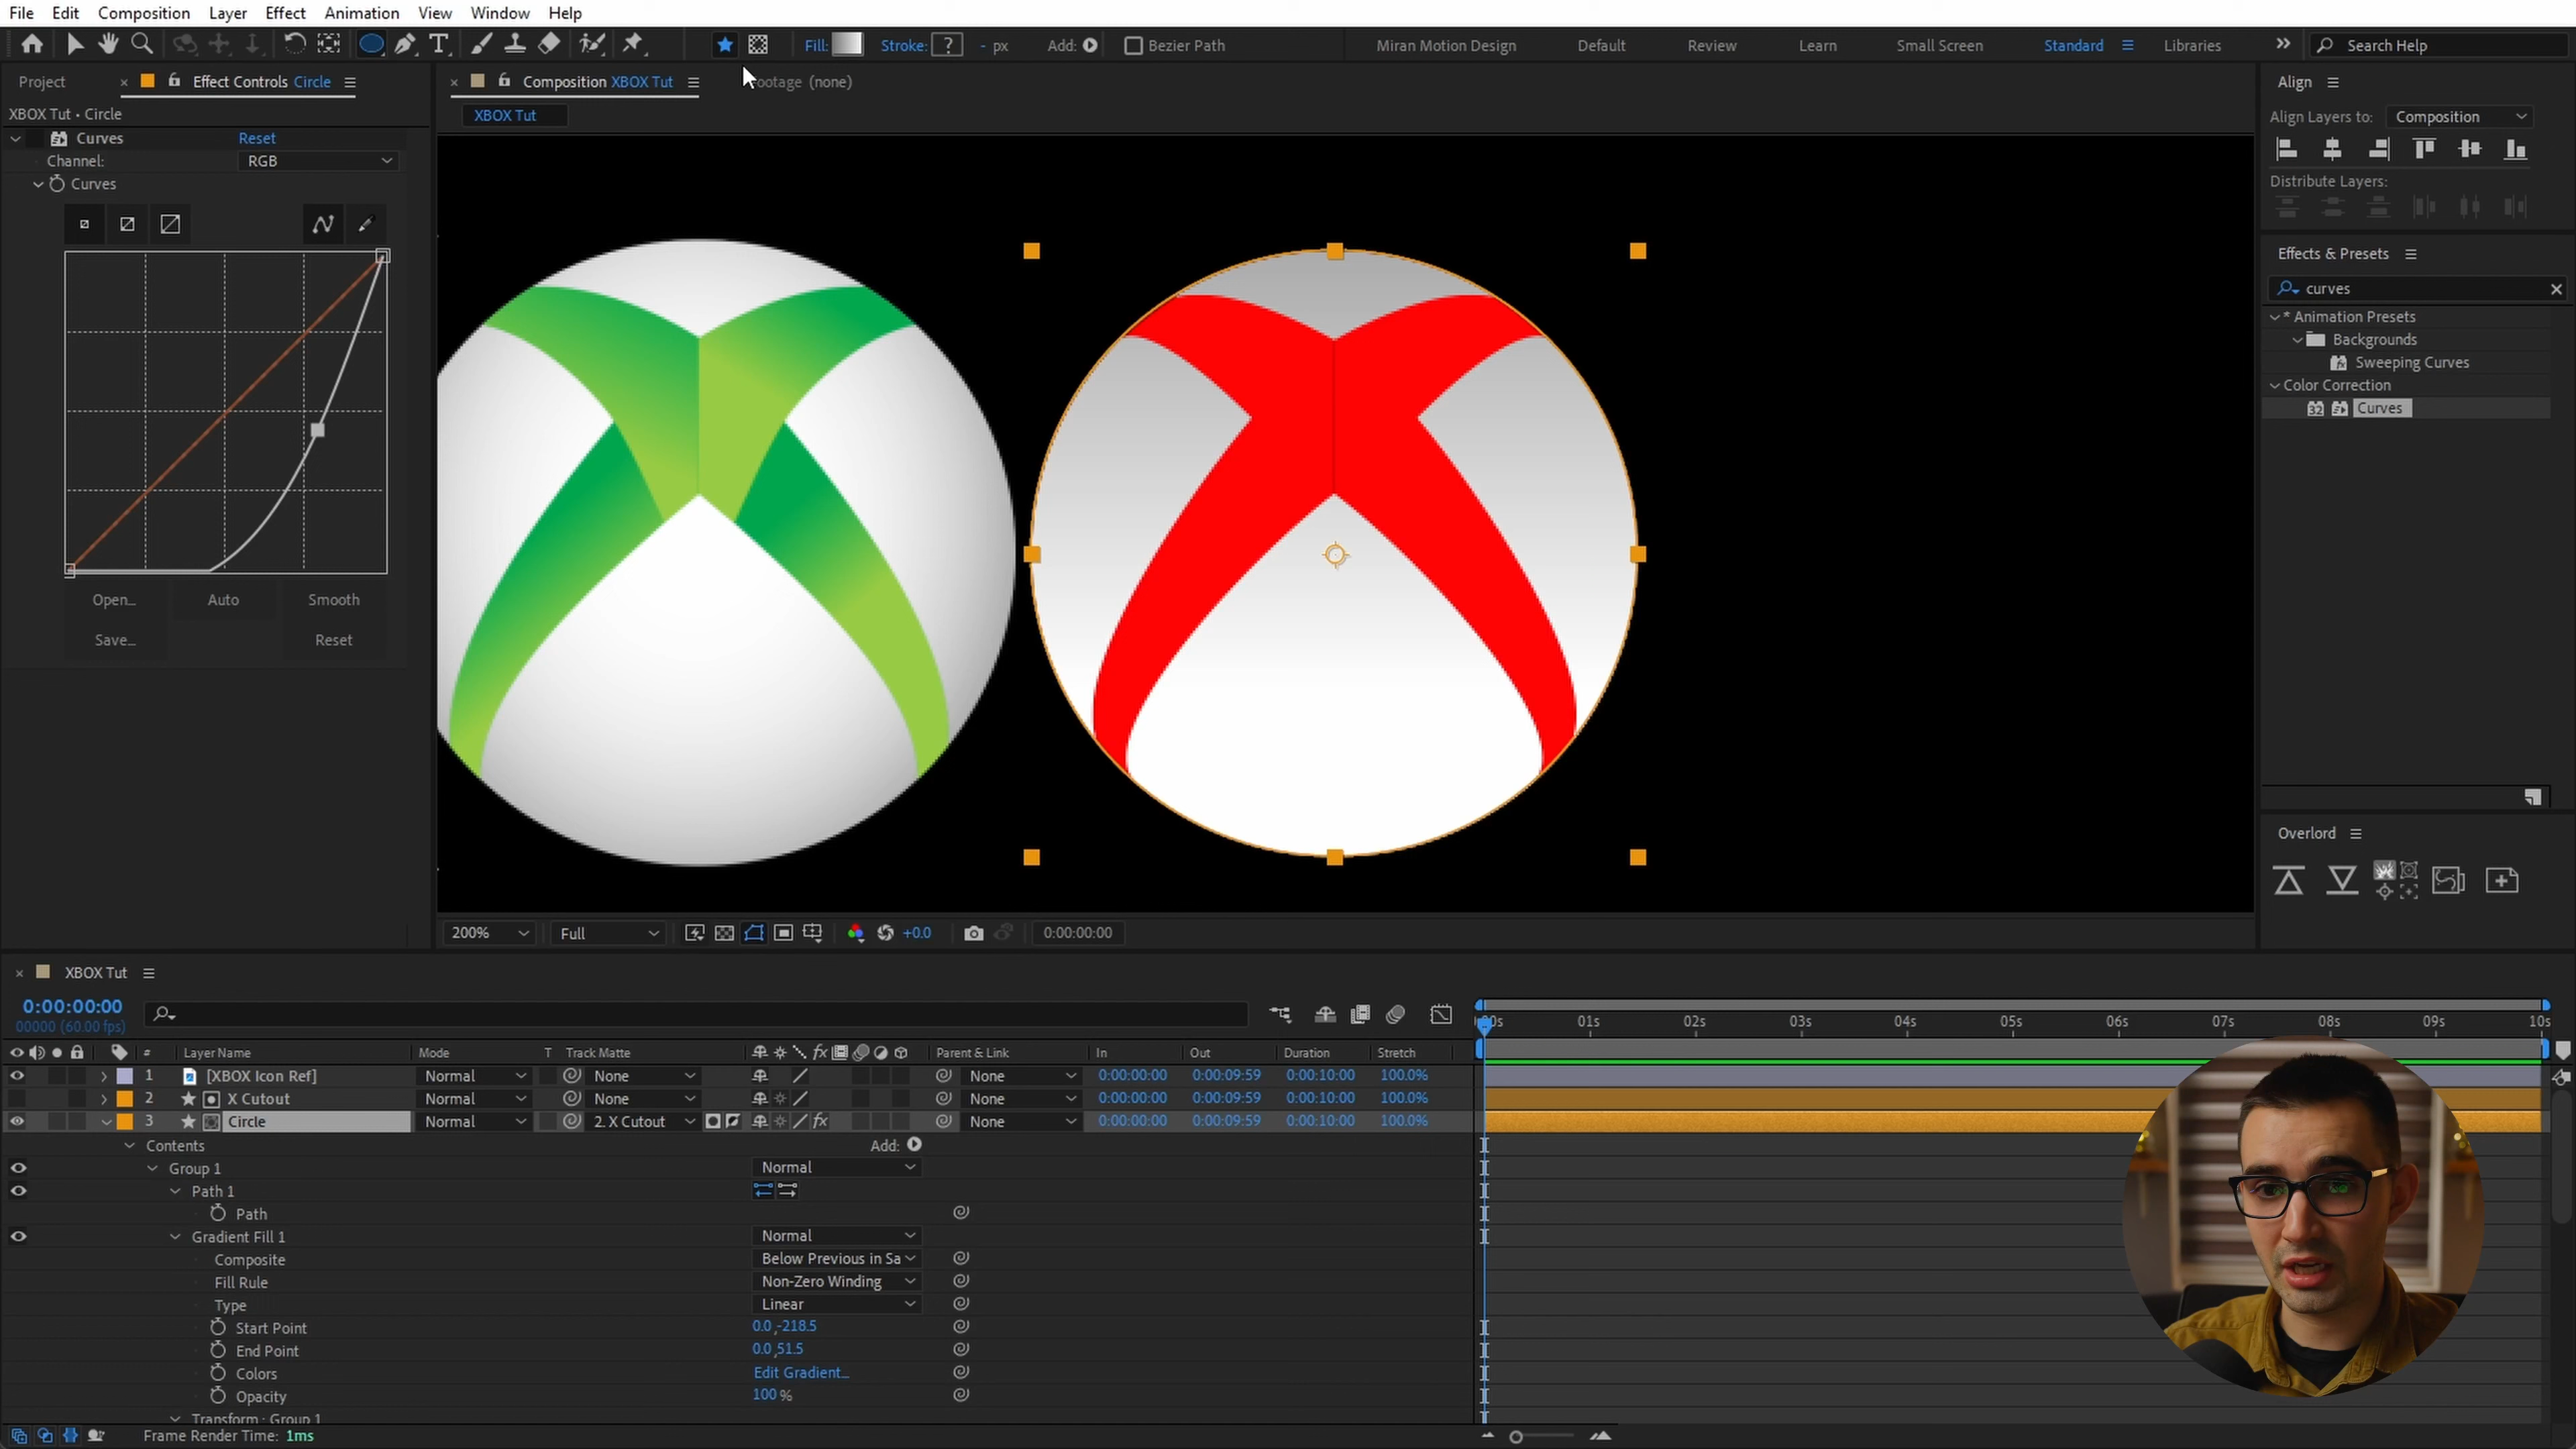 File Edit Composition Layer Effect Animation View Window Help
Fill: Stroke: ? - px Add: Bezier Path Miran Motion Design Default Review Learn Small Screen Standard Libraries Search Help
Project Effect Controls Circle
Composition XBOX Tut ootage (none)
XBOX Tut • Circle
XBOX Tut
Curves Reset
Channel: RGB
Curves
Open... Auto Smooth
Save... Reset
Align
Align Layers to: Composition
Distribute Layers:
Effects & Presets
curves
* Animation Presets
Backgrounds
Sweeping Curves
Color Correction
32 Curves
Overlord
200% Full +0.0 0:00:00:00
XBOX Tut
0:00:00:00
00000 (60.00 fps)
00s 01s 02s 03s 04s 05s 06s 07s 08s 09s 10s
# Layer Name Mode T Track Matte fx Parent & Link In Out Duration Stretch
1 [XBOX Icon Ref] Normal None None 0:00:00:00 0:00:09:59 0:00:10:00 100.0%
2 X Cutout Normal None None 0:00:00:00 0:00:09:59 0:00:10:00 100.0%
3 Circle Normal 2. X Cutout fx None 0:00:00:00 0:00:09:59 0:00:10:00 100.0%
Contents Add:
Group 1 Normal
Path 1
Path
Gradient Fill 1 Normal
Composite Below Previous in Sa
Fill Rule Non-Zero Winding
Type Linear
Start Point 0.0,-218.5
End Point 0.0,51.5
Colors Edit Gradient...
Opacity 100 %
Transform : Group 1
Frame Render Time: 1ms